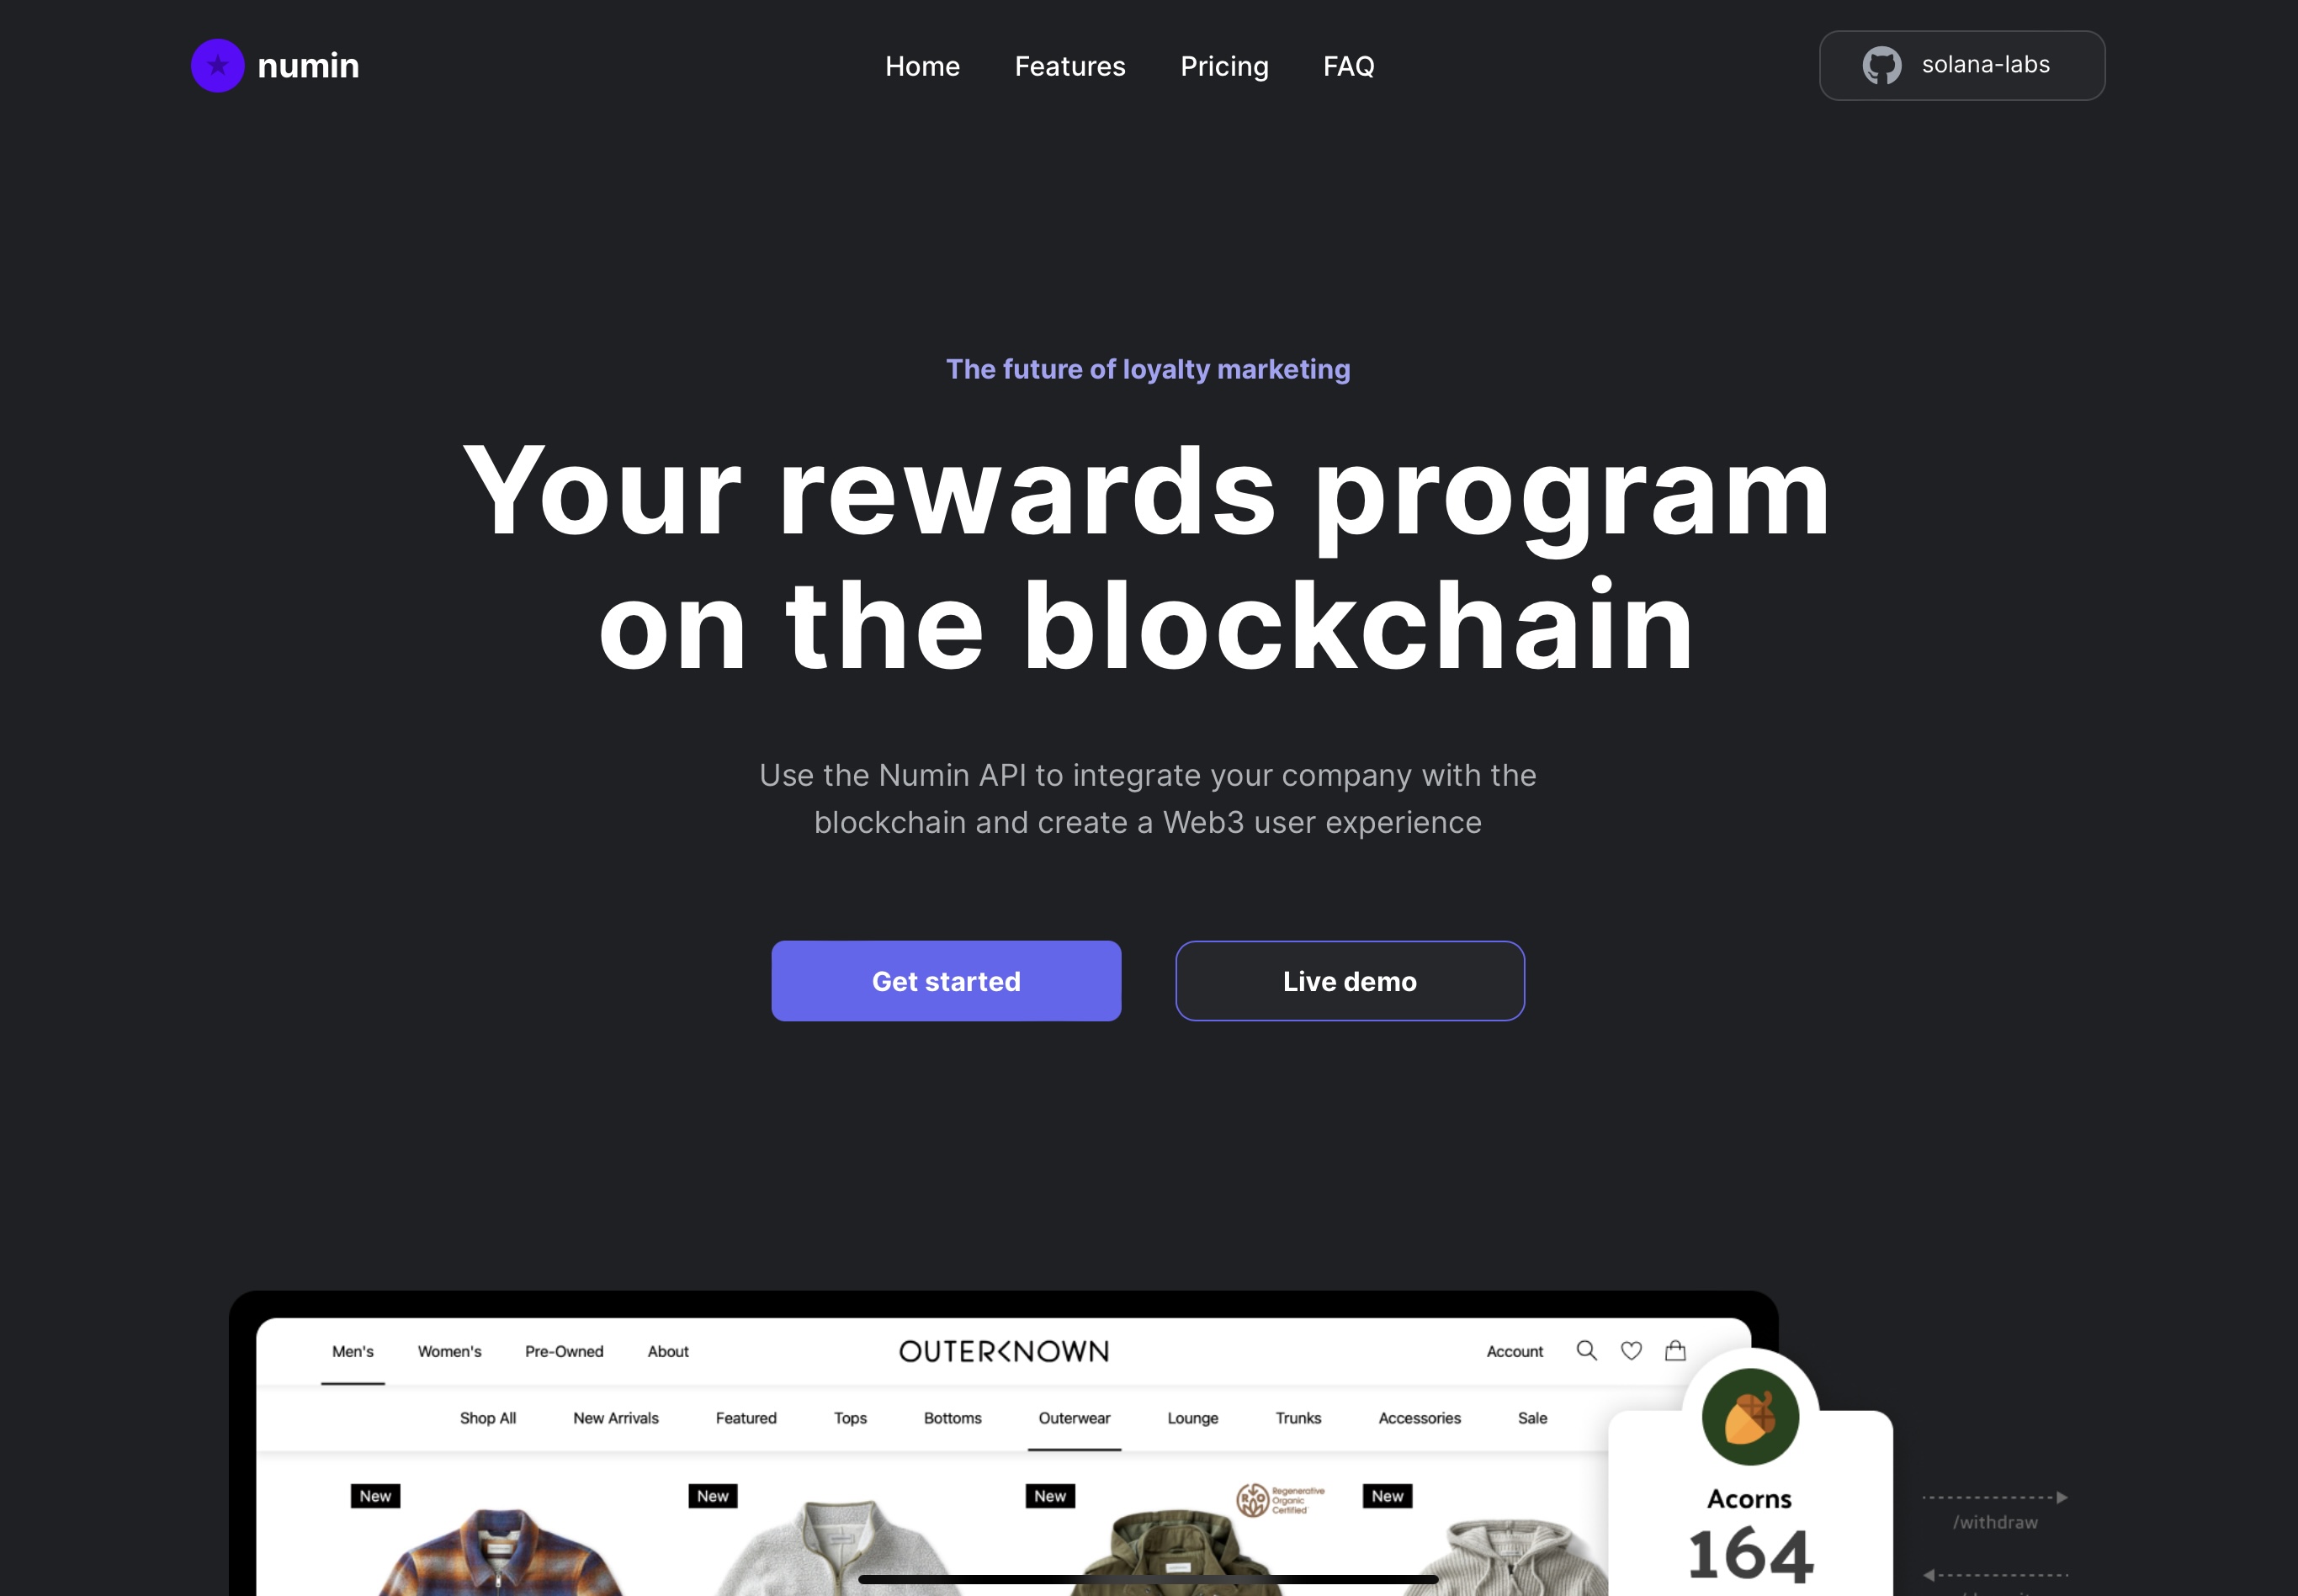 numin
Home Features Pricing FAQ
solana-labs
The future of loyalty marketing
Your rewards program
on the blockchain
Use the Numin API to integrate your company with the
blockchain and create a Web3 user experience
Get started
Live demo
Men's Women's Pre-Owned About
OUTERKNOWN
Account
Shop All New Arrivals Featured Tops Bottoms Outerwear Lounge Trunks Accessories Sale
New
New
New
Regenerative
Organic
Certified
New
Acorns
164
/withdraw